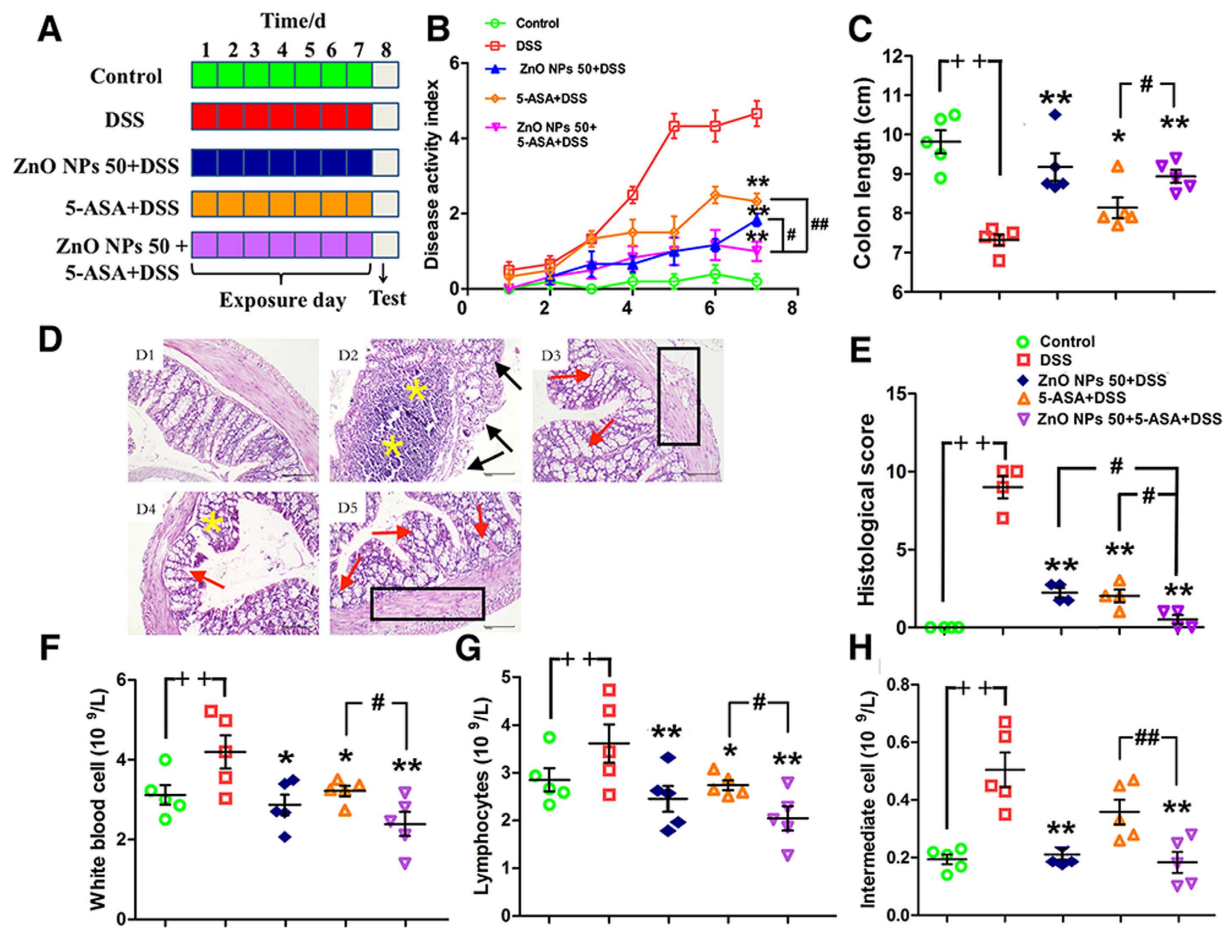 A
Time/d
1 2 3 4 5 6 7 8
Control
DSS
ZnO NPs 50+DSS
5-ASA+DSS
ZnO NPs 50 +
5-ASA+DSS
Exposure day
Test
B
Control
DSS
ZnO NPs 50+DSS
5-ASA+DSS
ZnO NPs 50+
5-ASA+DSS
Disease activity index
6
4
2
0
0 2 4 6 8
**
**
**
#
##
C
Colon length (cm)
12
11
10
9
8
7
6
++
**
*
#
**
D
D1
D2
*
*
D3
D4
*
D5
E
Control
DSS
ZnO NPs 50+DSS
5-ASA+DSS
ZnO NPs 50+5-ASA+DSS
Histological score
15
10
5
0
++
#
#
**
**
**
F
White blood cell (10 9/L)
6
4
2
0
++
*
*
#
**
G
Lymphocytes (10 9/L)
5
4
3
2
1
0
++
**
*
#
**
H
Intermediate cell (10 9/L)
0.8
0.6
0.4
0.2
0.0
++
**
##
**